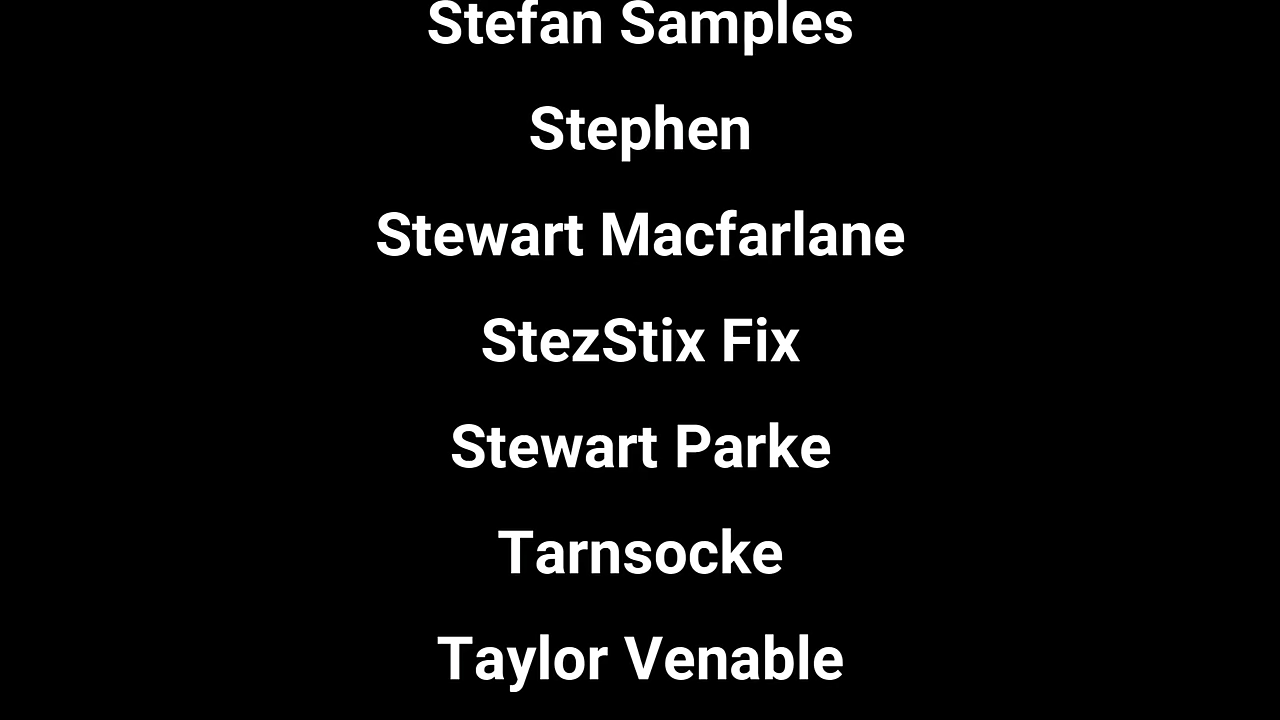 Stefan Samples
Stephen
Stewart Macfarlane
StezStix Fix
Stewart Parke
Tarnsocke
Taylor Venable